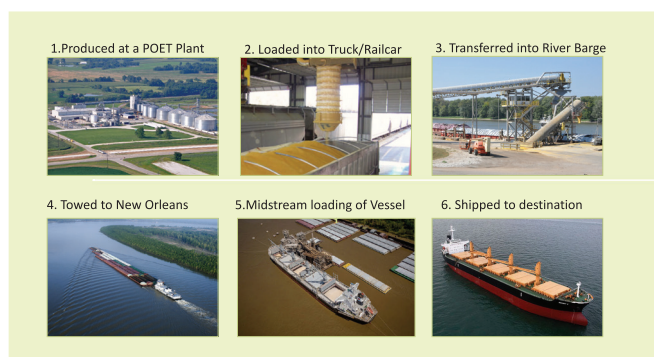 1.Produced at a POET Plant
2. Loaded into Truck/Railcar
3. Transferred into River Barge
4. Towed to New Orleans
5.Midstream loading of Vessel
6. Shipped to destination